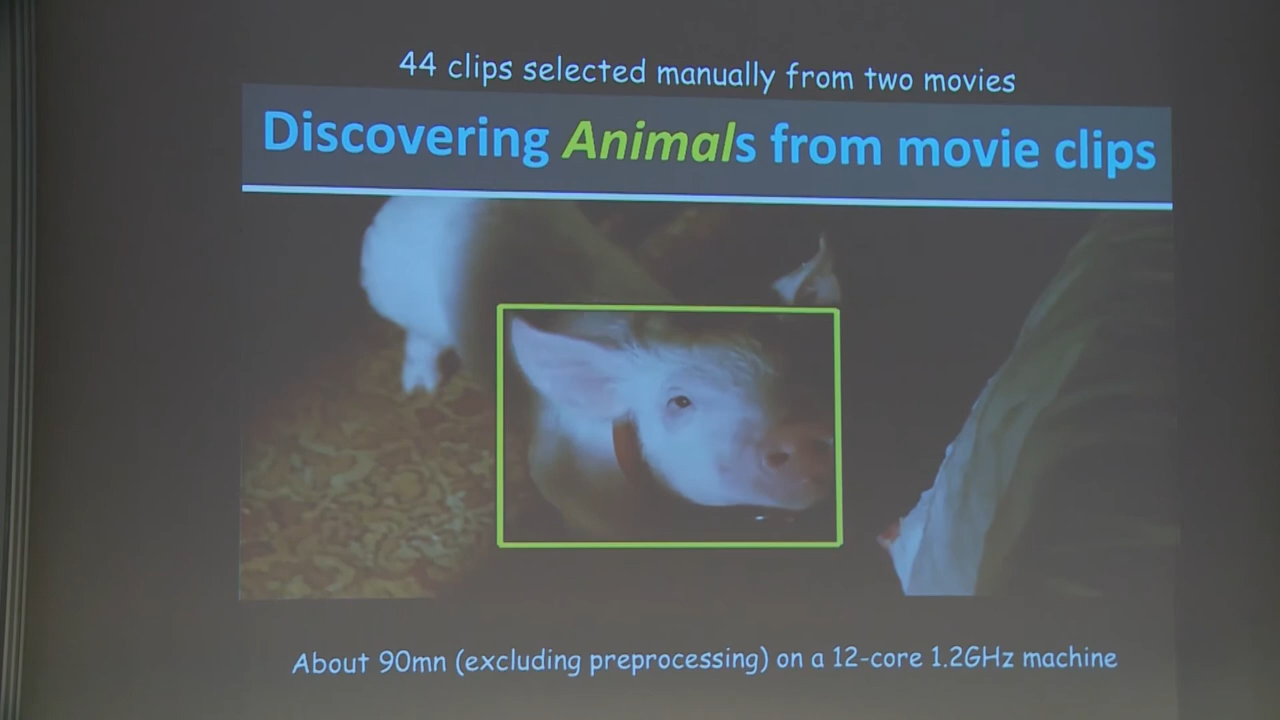 44 clips selected manually from two movies
Discovering Animals from movie clips
About 90mn (excluding preprocessing) on a 12-core 1.2GHz machine